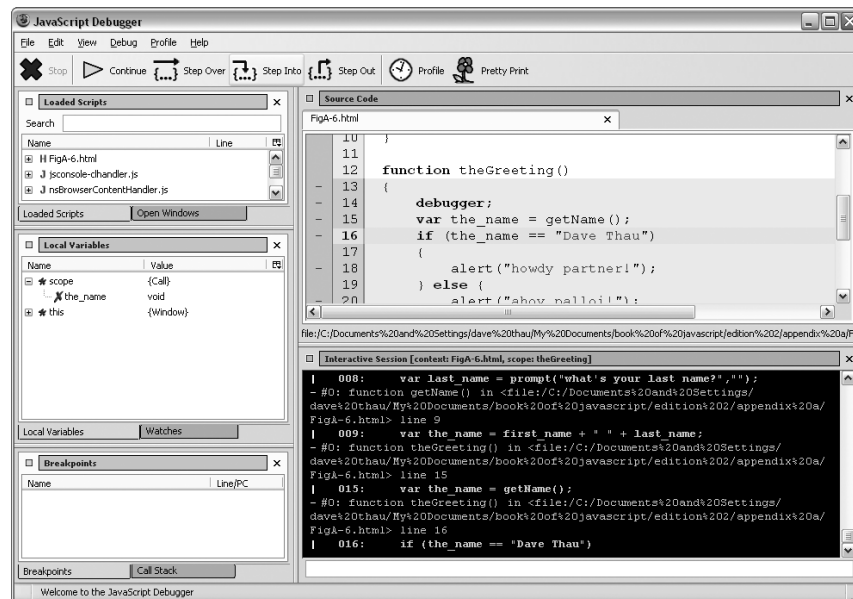 JavaScript Debugger
File Edit View Debug Profile Help
Stop Continue Step Over Step Into Step Out Profile Pretty Print
Loaded Scripts
Search
Name Line
H FigA-6.html
J jsconsole-clhandler.js
J nsBrowserContentHandler.js
Loaded Scripts Open Windows
Local Variables
Name Value
scope {Call}
the_name void
this {Window}
Local Variables Watches
Breakpoints
Name Line/PC
Breakpoints Call Stack
Source Code
FigA-6.html
10 }
11
12 function theGreeting()
- 13 {
- 14 debugger;
- 15 var the_name = getName();
- 16 if (the_name == "Dave Thau")
17 {
- 18 alert("howdy partner!");
19 } else {
- 20 alert("ahoy palloi!");
file:/C:/Documents%20and%20Settings/dave%20thau/My%20Documents/book%20of%20javascript/edition%202/appendix%20a/F
Interactive Session [context: FigA-6.html, scope: theGreeting]
| 008: var last_name = prompt("what's your last name?","");
- #0: function getName() in <file:/C:/Documents%20and%20Settings/
dave%20thau/My%20Documents/book%20of%20javascript/edition%202/appendix%20a/
FigA-6.html> line 9
| 009: var the_name = first_name + " " + last_name;
- #0: function theGreeting() in <file:/C:/Documents%20and%20Settings/
dave%20thau/My%20Documents/book%20of%20javascript/edition%202/appendix%20a/
FigA-6.html> line 15
| 015: var the_name = getName();
- #0: function theGreeting() in <file:/C:/Documents%20and%20Settings/
dave%20thau/My%20Documents/book%20of%20javascript/edition%202/appendix%20a/
FigA-6.html> line 16
| 016: if (the_name == "Dave Thau")
Welcome to the JavaScript Debugger